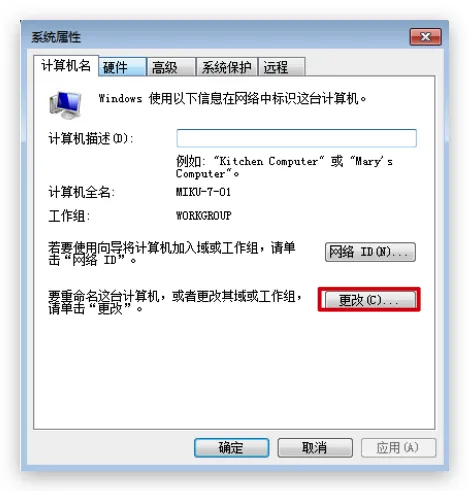 系统属性
计算机名 硬件 高级 系统保护 远程
Windows 使用以下信息在网络中标识这台计算机。
计算机描述(D):
例如: "Kitchen Computer" 或 "Mary's
Computer"。
计算机全名: MIKU-7-01
工作组: WORKGROUP
若要使用向导将计算机加入域或工作组，请单
击“网络 ID”。
网络 ID(N)...
要重命名这台计算机，或者更改其域或工作组，
请单击“更改”。
更改(C)...
确定 取消 应用(A)